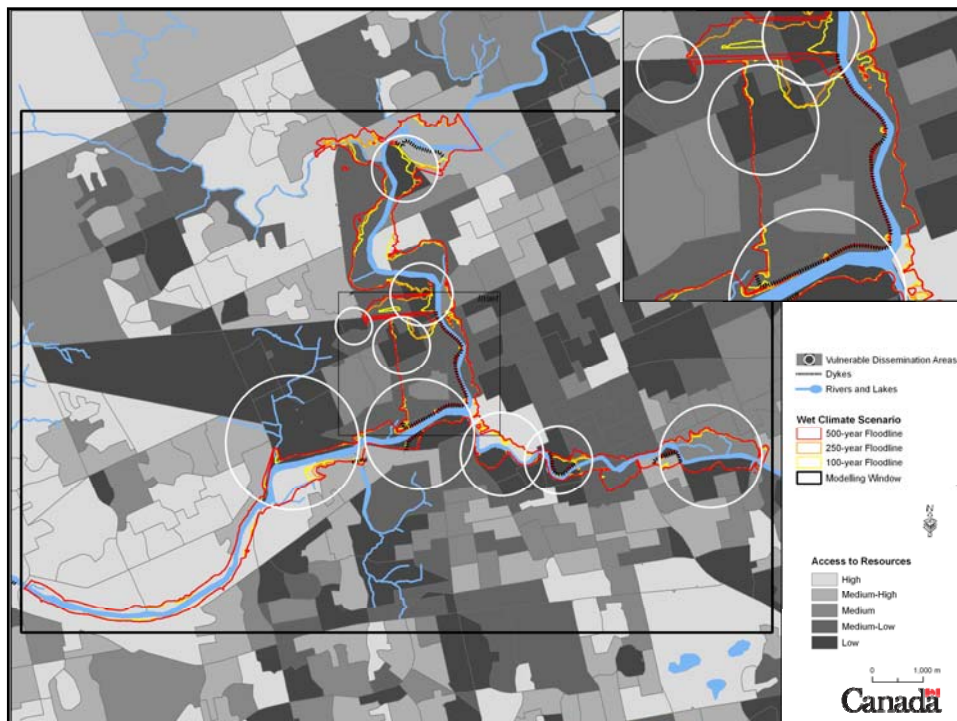 Inset
Vulnerable Dissemination Areas
Dykes
Rivers and Lakes
Wet Climate Scenario
500-year Floodline
250-year Floodline
100-year Floodline
Modelling Window
N
Access to Resources
High
Medium-High
Medium
Medium-Low
Low
0 1,000 m
Canada